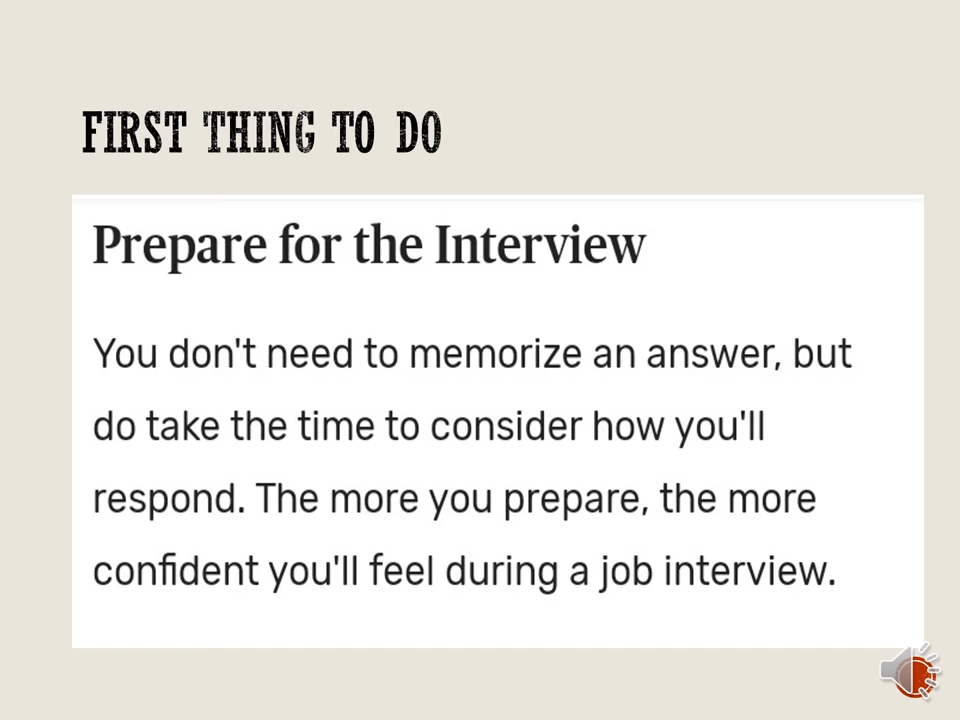 FIRST THING TO DO
Prepare for the Interview
You don't need to memorize an answer, but
do take the time to consider how you'll
respond. The more you prepare, the more
confident you'll feel during a job interview.